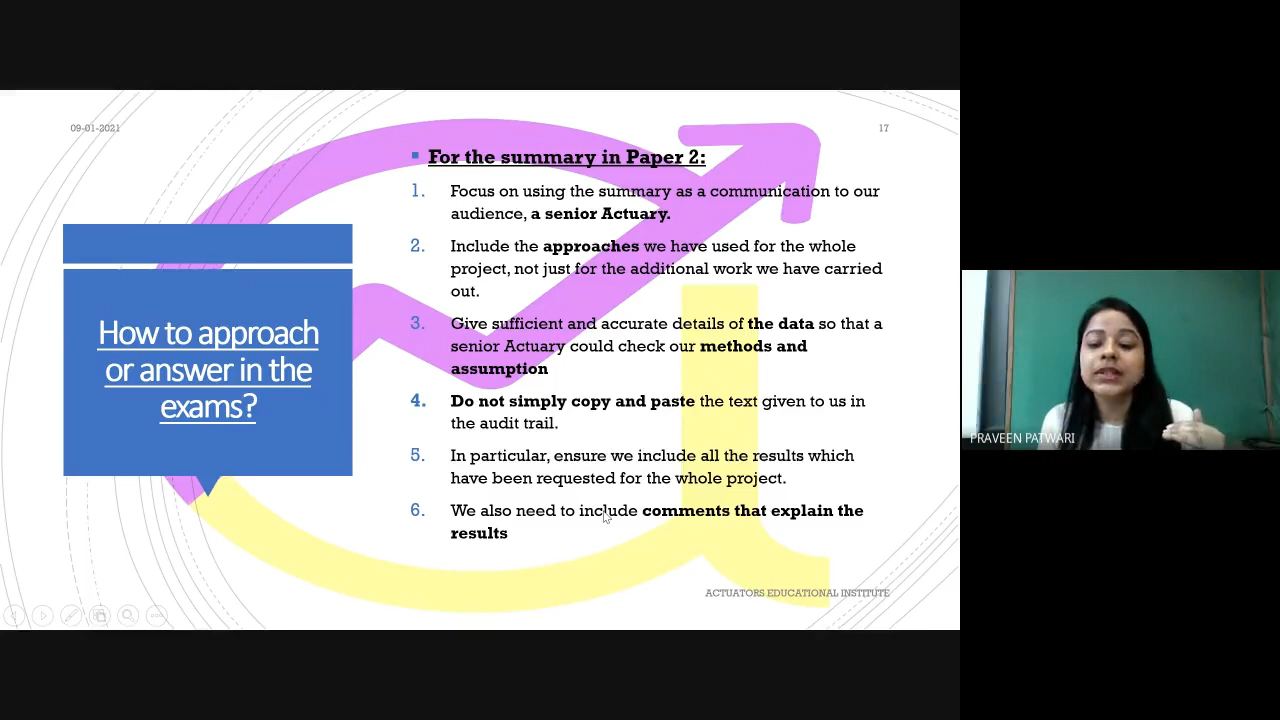 09-01-2021
17
How to approach
or answer in the
exams?
▪ For the summary in Paper 2:
1. Focus on using the summary as a communication to our
audience, a senior Actuary.
2. Include the approaches we have used for the whole
project, not just for the additional work we have carried
out.
3. Give sufficient and accurate details of the data so that a
senior Actuary could check our methods and
assumption
4. Do not simply copy and paste the text given to us in
the audit trail.
5. In particular, ensure we include all the results which
have been requested for the whole project.
6. We also need to include comments that explain the
results
ACTUATORS EDUCATIONAL INSTITUTE
PRAVEEN PATWARI